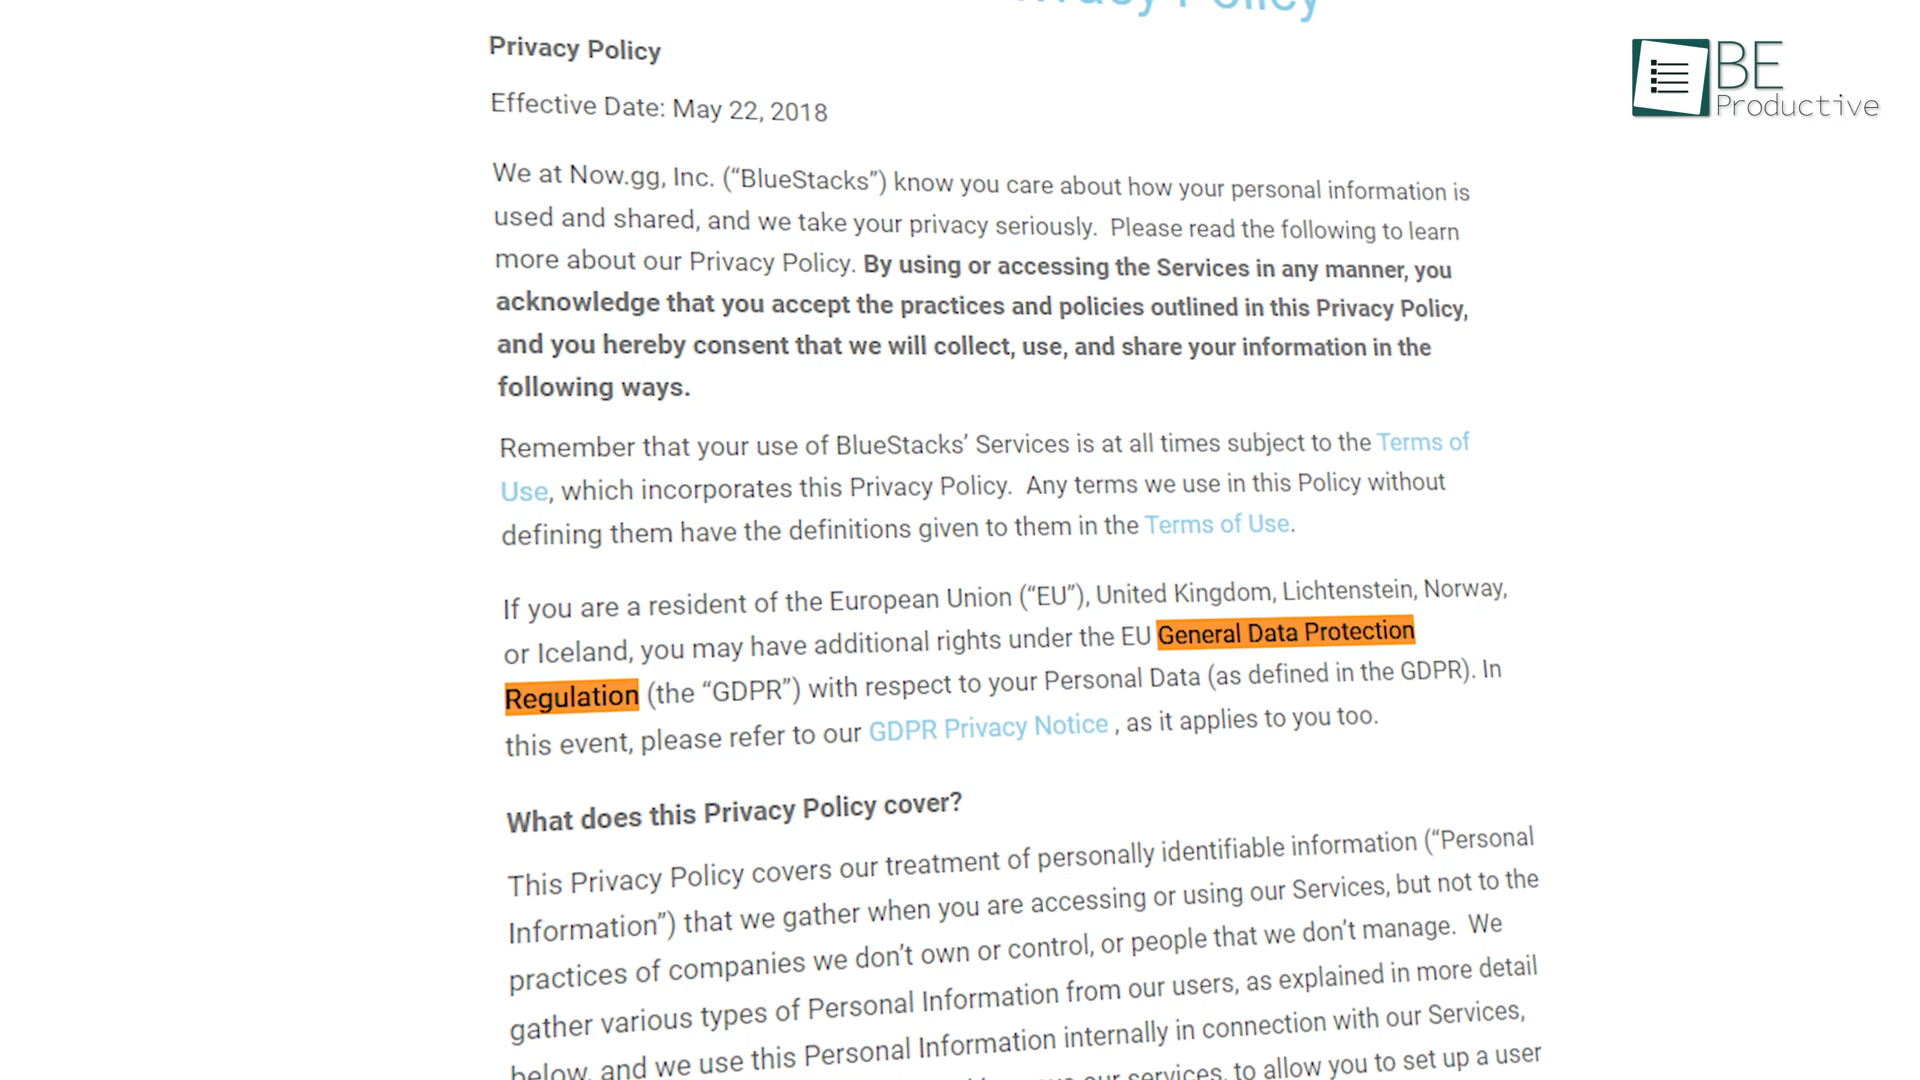 Privacy Policy
BE
Productive
Privacy Policy
Effective Date: May 22, 2018
We at Now.gg, Inc. (“BlueStacks”) know you care about how your personal information is
used and shared, and we take your privacy seriously.  Please read the following to learn
more about our Privacy Policy. By using or accessing the Services in any manner, you
acknowledge that you accept the practices and policies outlined in this Privacy Policy,
and you hereby consent that we will collect, use, and share your information in the
following ways.
Remember that your use of BlueStacks’ Services is at all times subject to the Terms of
Use, which incorporates this Privacy Policy.  Any terms we use in this Policy without
defining them have the definitions given to them in the Terms of Use.
If you are a resident of the European Union (“EU”), United Kingdom, Lichtenstein, Norway,
or Iceland, you may have additional rights under the EU General Data Protection
Regulation (the “GDPR”) with respect to your Personal Data (as defined in the GDPR). In
this event, please refer to our GDPR Privacy Notice , as it applies to you too.
What does this Privacy Policy cover?
This Privacy Policy covers our treatment of personally identifiable information (“Personal
Information”) that we gather when you are accessing or using our Services, but not to the
practices of companies we don’t own or control, or people that we don’t manage.  We
gather various types of Personal Information from our users, as explained in more detail
below, and we use this Personal Information internally in connection with our Services,
our services, to allow you to set up a user